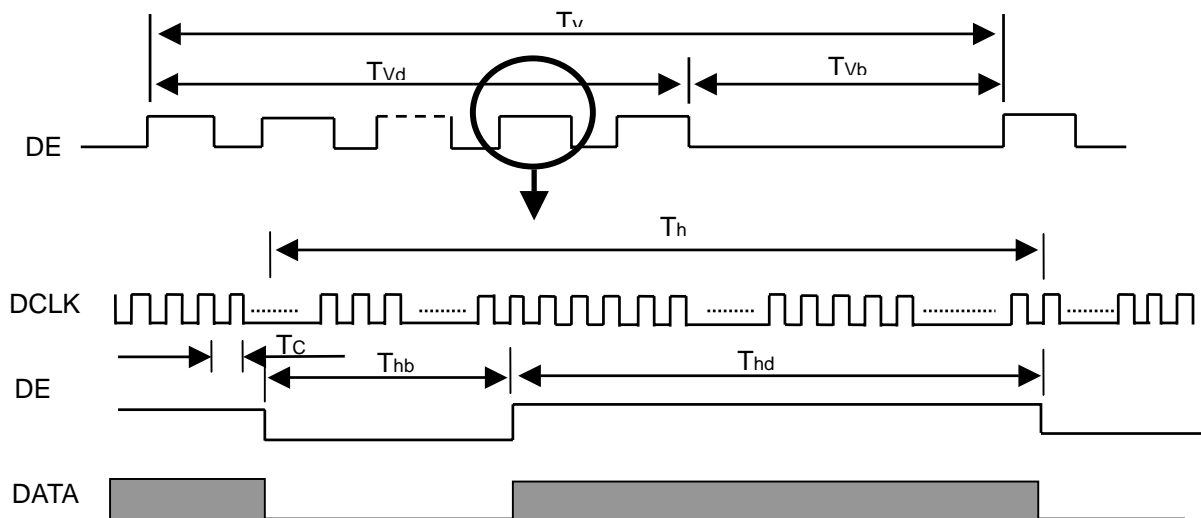 Tv
TVd
TVb
DE
Th
DCLK
TC
Thb
Thd
DE
DATA